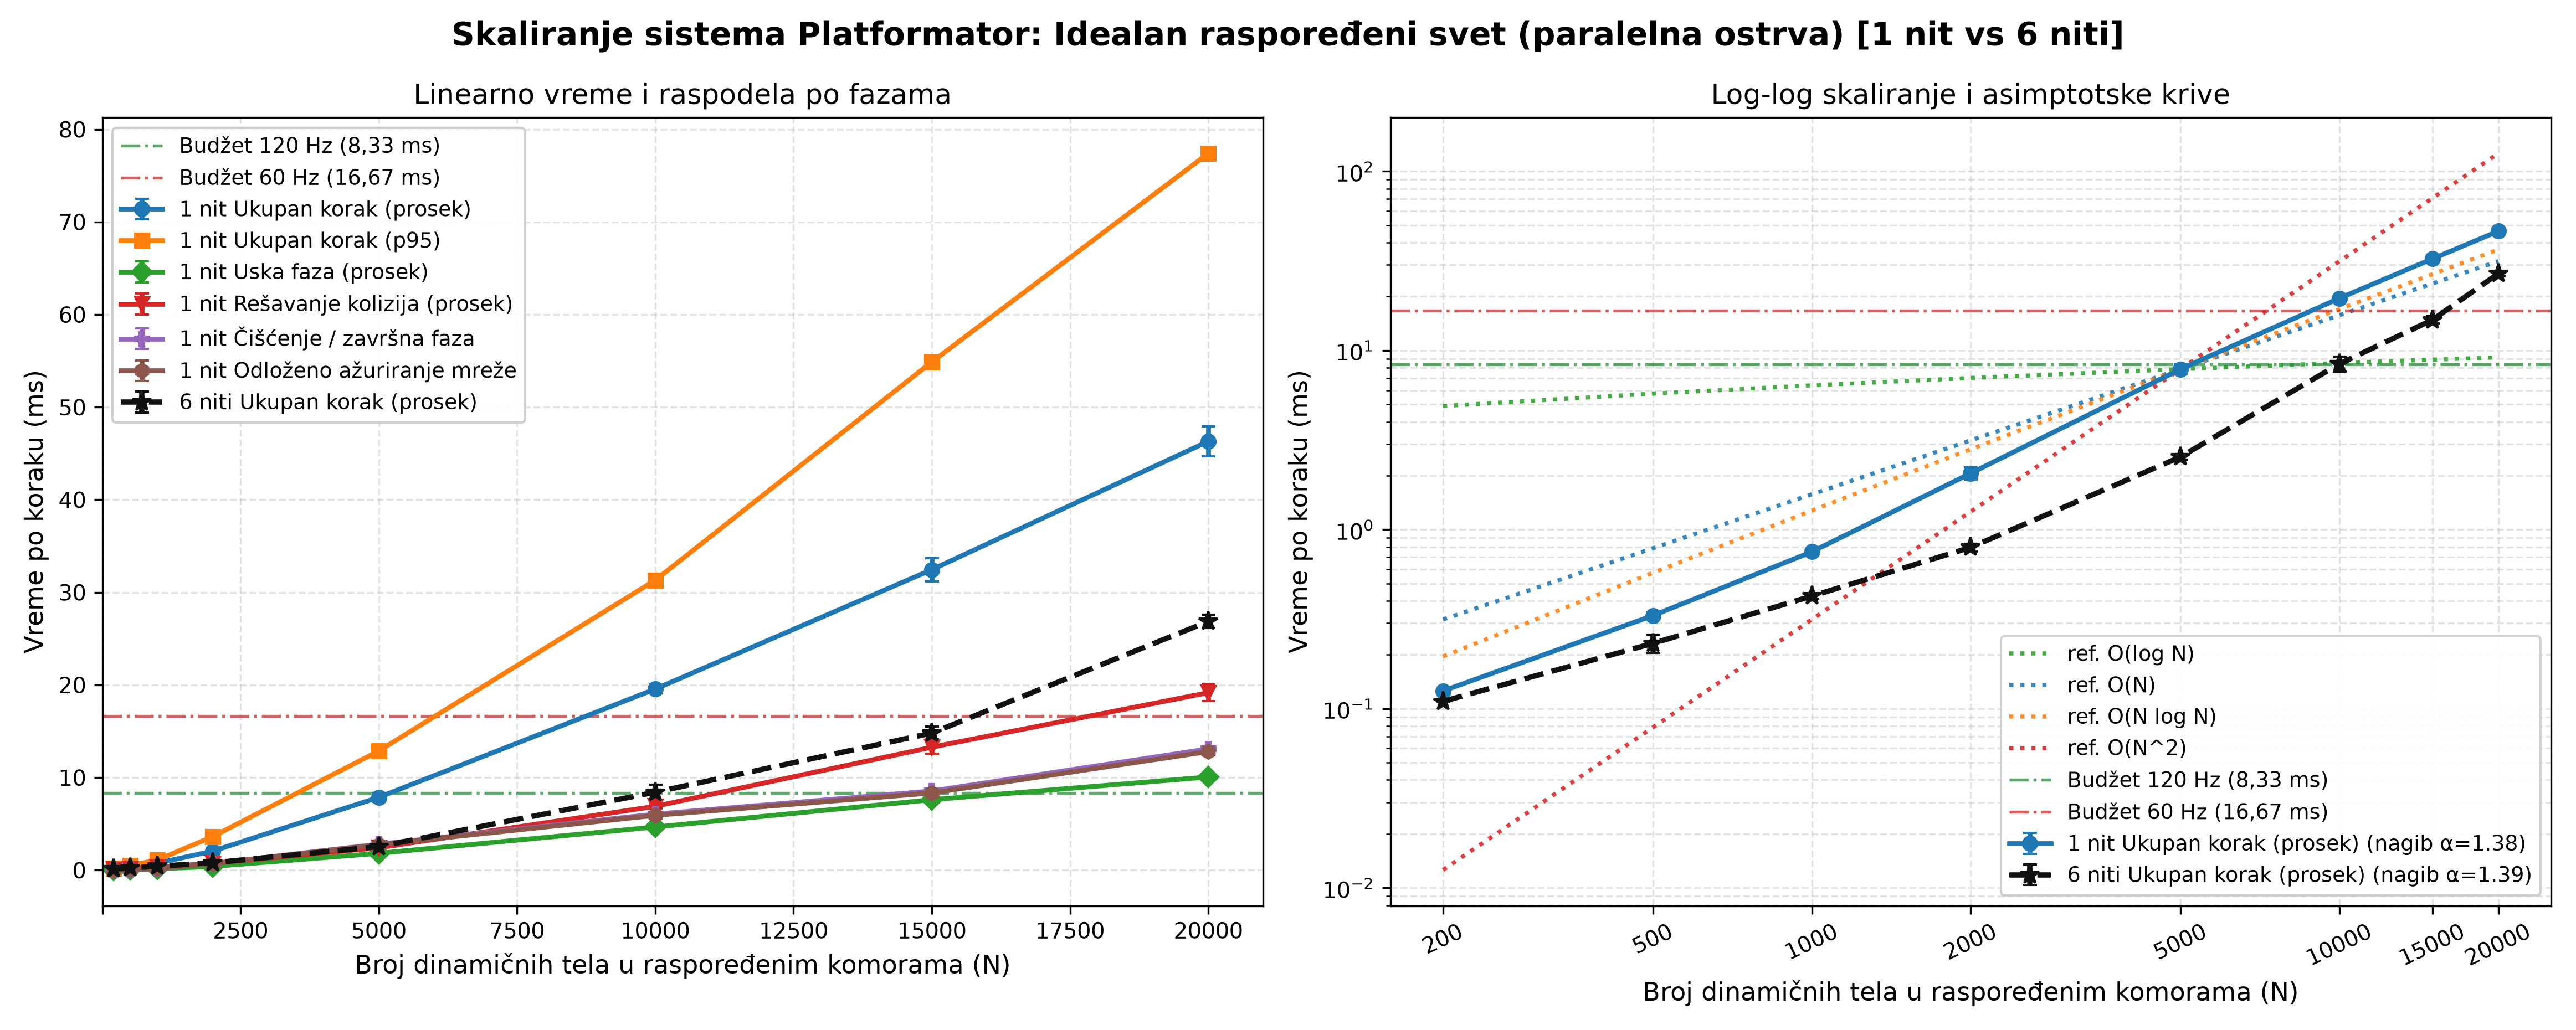 Skaliranje sistema Platformator: Idealan raspoređeni svet (paralelna ostrva) [1 nit vs 6 niti]
Linearno vreme i raspodela po fazama
Vreme po koraku (ms)
80
70
60
50
40
30
20
10
0
Budžet 120 Hz (8,33 ms)
Budžet 60 Hz (16,67 ms)
1 nit Ukupan korak (prosek)
1 nit Ukupan korak (p95)
1 nit Uska faza (prosek)
1 nit Rešavanje kolizija (prosek)
1 nit Čišćenje / završna faza
1 nit Odloženo ažuriranje mreže
6 niti Ukupan korak (prosek)
2500 5000 7500 10000 12500 15000 17500 20000
Broj dinamičnih tela u raspoređenim komorama (N)
Log-log skaliranje i asimptotske krive
Vreme po koraku (ms)
10²
10¹
10⁰
10⁻¹
10⁻²
ref. O(log N)
ref. O(N)
ref. O(N log N)
ref. O(N^2)
Budžet 120 Hz (8,33 ms)
Budžet 60 Hz (16,67 ms)
1 nit Ukupan korak (prosek) (nagib α=1.38)
6 niti Ukupan korak (prosek) (nagib α=1.39)
200 500 1000 2000 5000 10000 15000 20000
Broj dinamičnih tela u raspoređenim komorama (N)